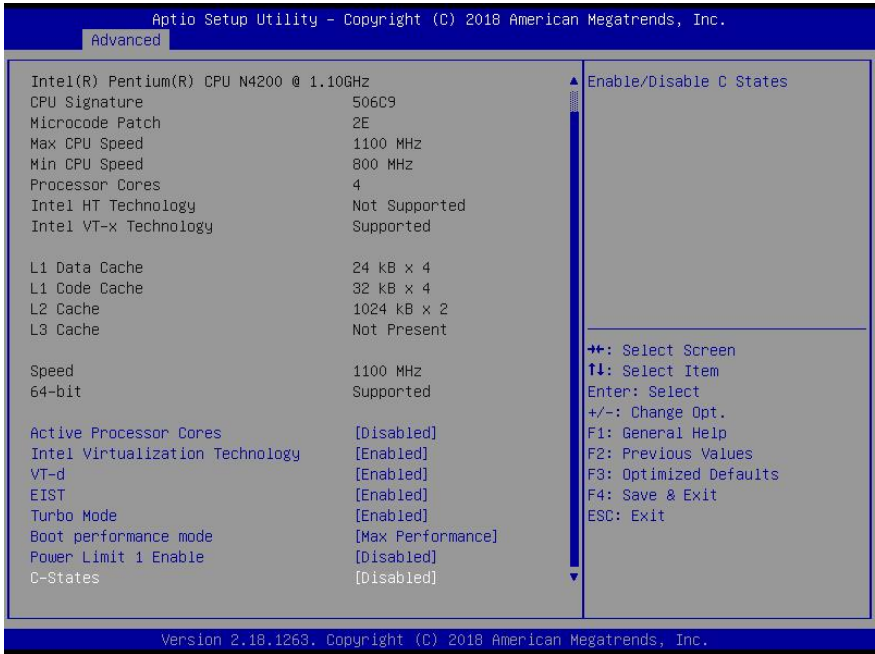 Aptio Setup Utility – Copyright (C) 2018 American Megatrends, Inc.
Advanced
Intel(R) Pentium(R) CPU N4200 @ 1.10GHz
CPU Signature 506C9
Microcode Patch 2E
Max CPU Speed 1100 MHz
Min CPU Speed 800 MHz
Processor Cores 4
Intel HT Technology Not Supported
Intel VT-x Technology Supported
L1 Data Cache 24 kB x 4
L1 Code Cache 32 kB x 4
L2 Cache 1024 kB x 2
L3 Cache Not Present
Speed 1100 MHz
64-bit Supported
Active Processor Cores [Disabled]
Intel Virtualization Technology [Enabled]
VT-d [Enabled]
EIST [Enabled]
Turbo Mode [Enabled]
Boot performance mode [Max Performance]
Power Limit 1 Enable [Disabled]
C-States [Disabled]
Enable/Disable C States
→←: Select Screen
↑↓: Select Item
Enter: Select
+/-: Change Opt.
F1: General Help
F2: Previous Values
F3: Optimized Defaults
F4: Save & Exit
ESC: Exit
Version 2.18.1263. Copyright (C) 2018 American Megatrends, Inc.